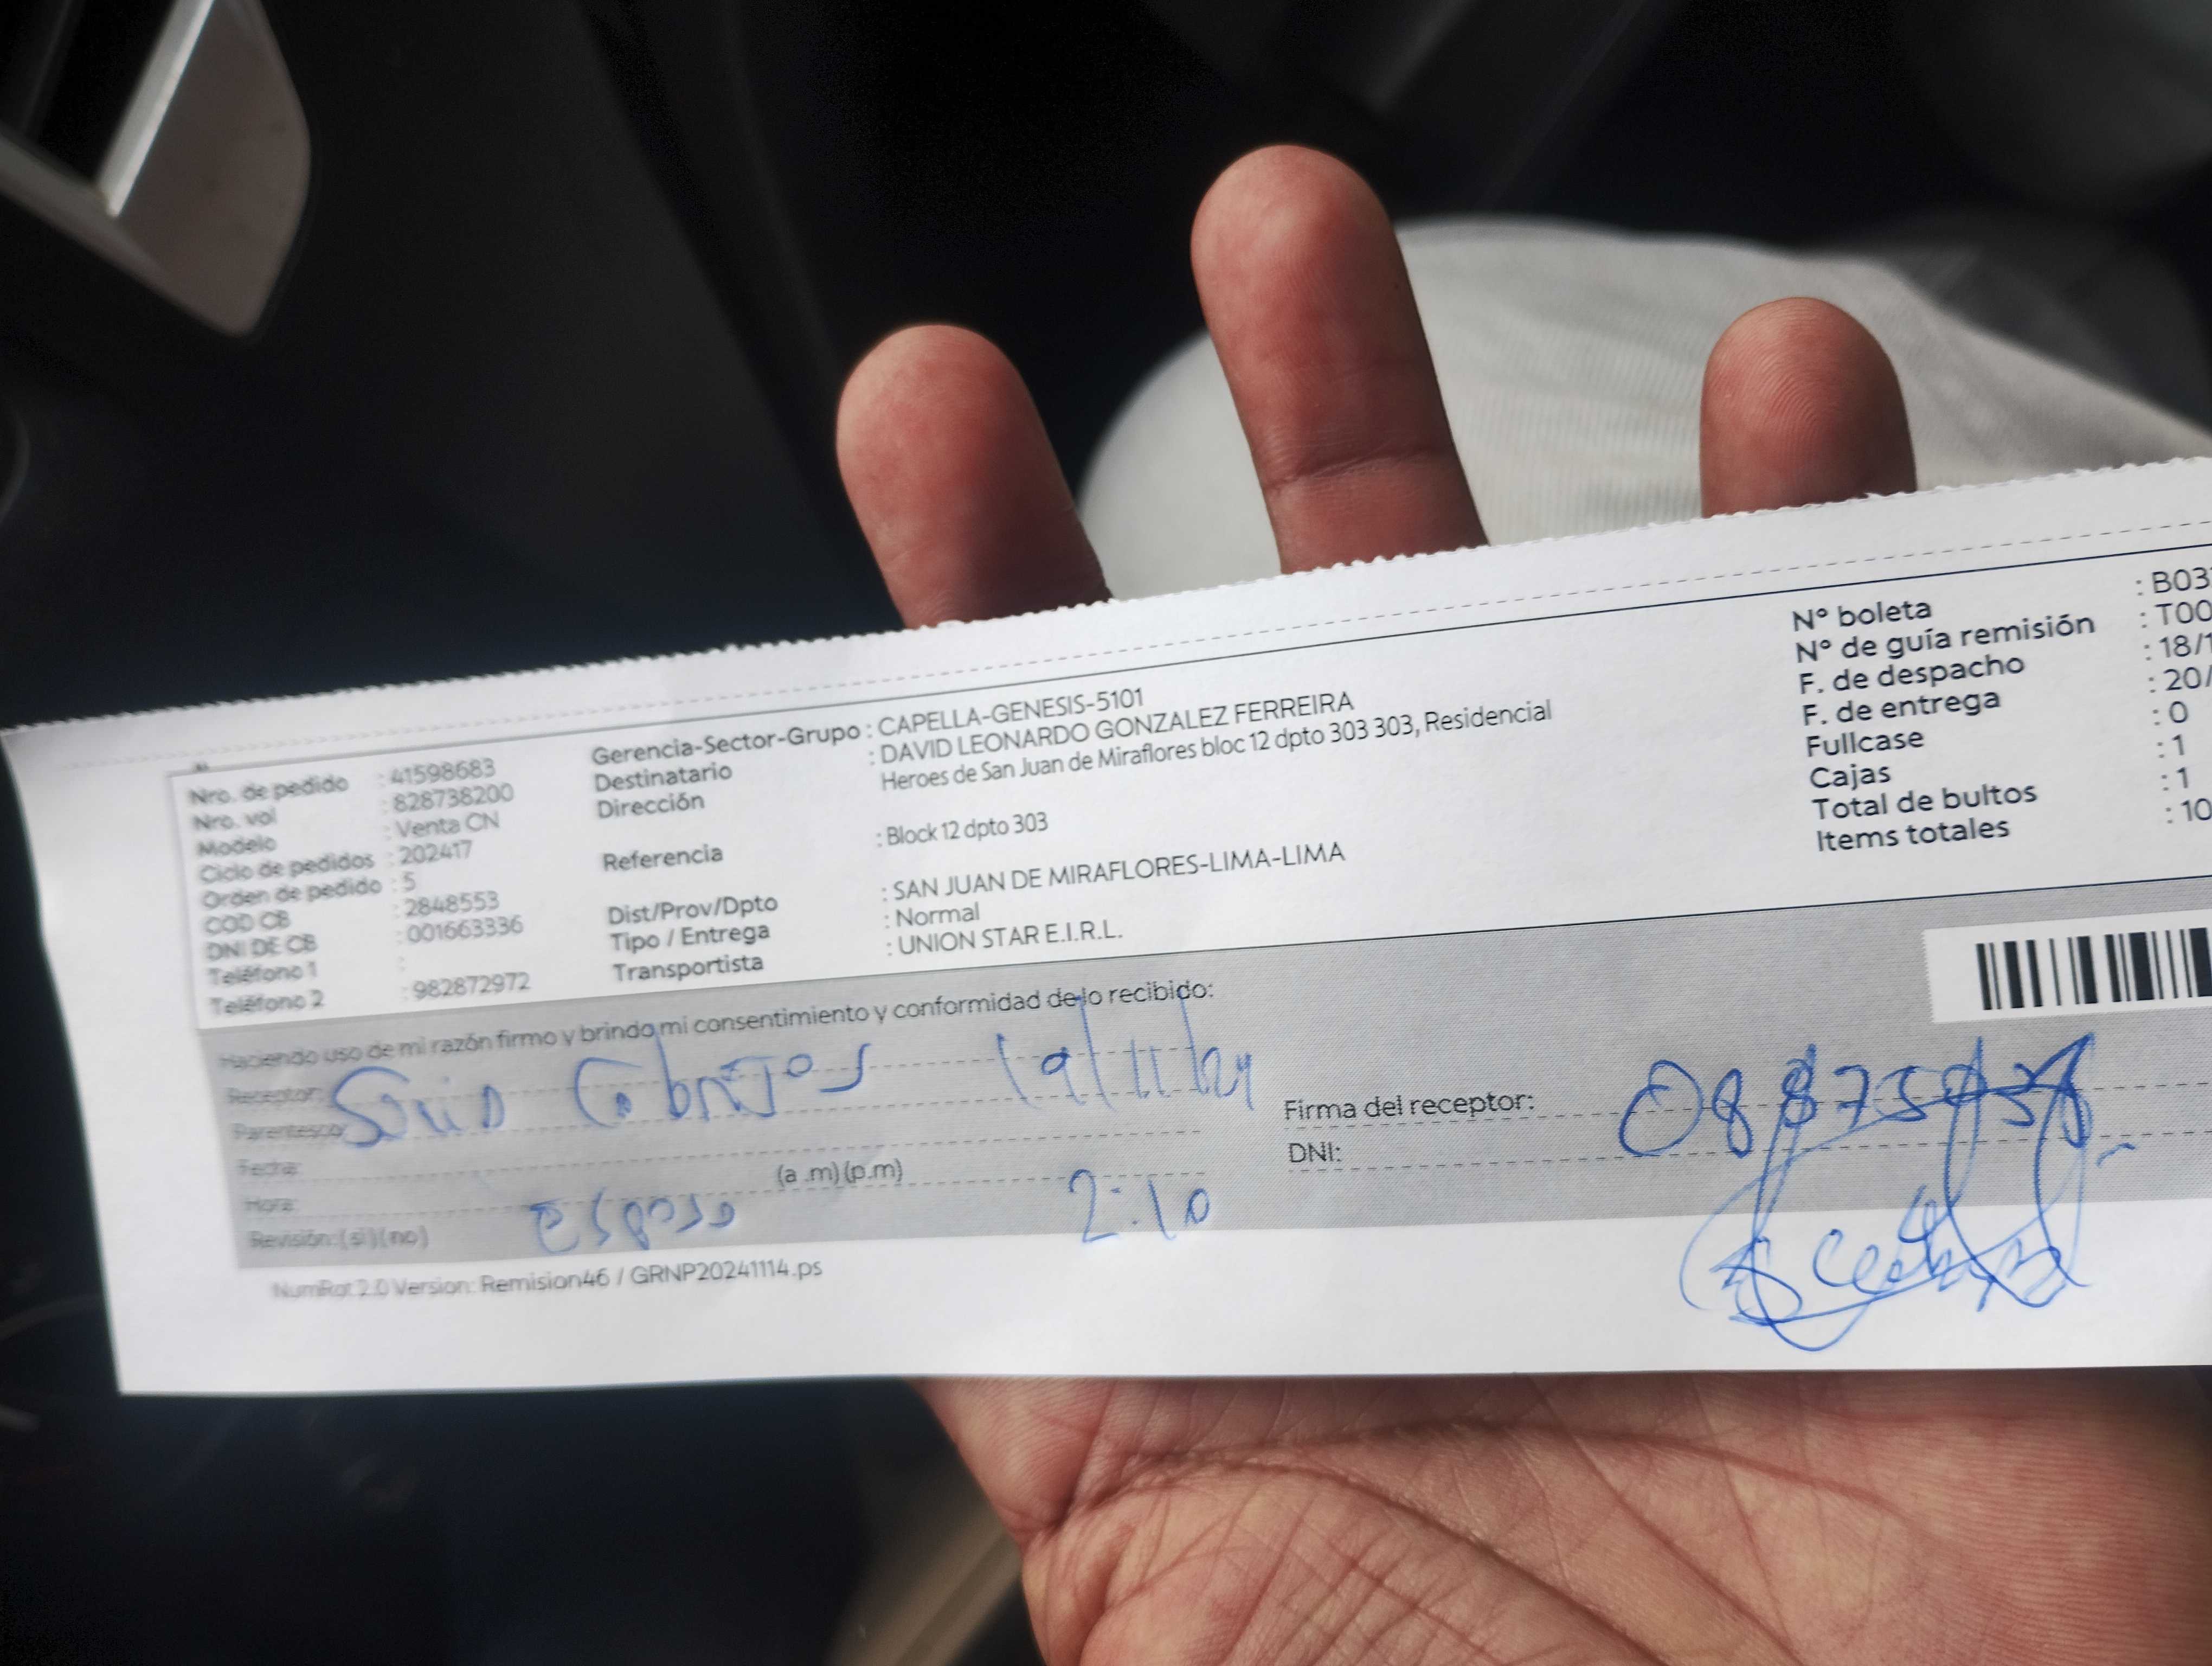 Nro. de pedido : 41598683
Nro. vol : 828738200
Modelo : Venta CN
Ciclo de pedidos : 202417
Orden de pedido : 5
COD CB : 2848553
DNI DE CB : 001663336
Teléfono 1 :
Teléfono 2 : 982872972
Gerencia-Sector-Grupo : CAPELLA-GENESIS-5101
Destinatario : DAVID LEONARDO GONZALEZ FERREIRA
Dirección Heroes de San Juan de Miraflores bloc 12 dpto 303 303, Residencial
Referencia : Block 12 dpto 303
Dist/Prov/Dpto : SAN JUAN DE MIRAFLORES-LIMA-LIMA
Tipo / Entrega : Normal
Transportista : UNION STAR E.I.R.L.
N° boleta : B03
N° de guía remisión : T00
F. de despacho : 18/1
F. de entrega : 20/
Fullcase : 0
Cajas : 1
Total de bultos : 1
Items totales : 10
Haciendo uso de mi razón firmo y brindo mi consentimiento y conformidad de lo recibido:
Receptor: 19/11/24
Parentesco:
Fecha:
Hora: (a .m)(p.m)
Revisión:(si)(no) esposo 2:10
Firma del receptor:
DNI:
NumRot 2.0 Version: Remision46 / GRNP20241114.ps